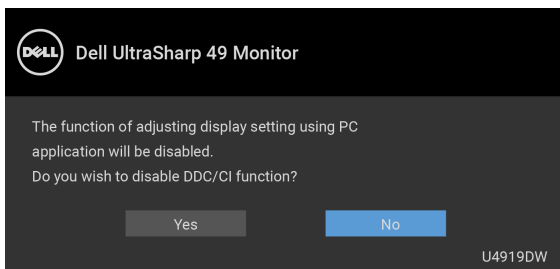 DELL
Dell UltraSharp 49 Monitor
The function of adjusting display setting using PC
application will be disabled.
Do you wish to disable DDC/CI function?
Yes
No
U4919DW